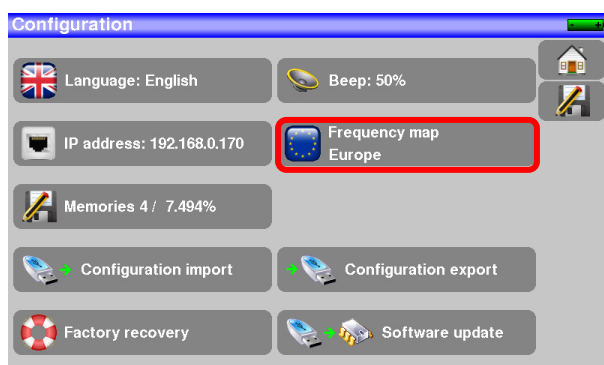 Configuration
- +
Language: English
Beep: 50%
IP address: 192.168.0.170
Frequency map
Europe
Memories 4 / 7.494%
Configuration import
Configuration export
Factory recovery
Software update